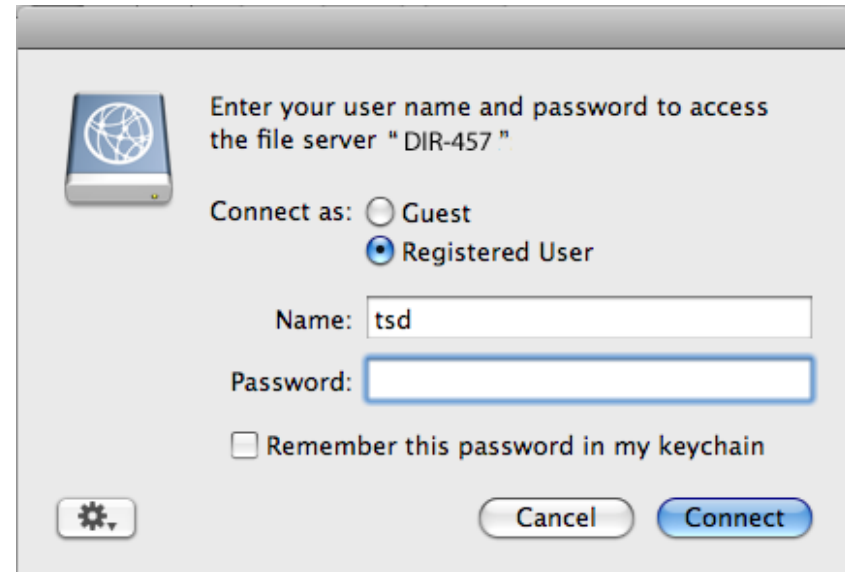 Enter your user name and password to access
the file server “ DIR-457 ”
Connect as: Guest
Registered User
Name: tsd
Password:
Remember this password in my keychain
Cancel Connect